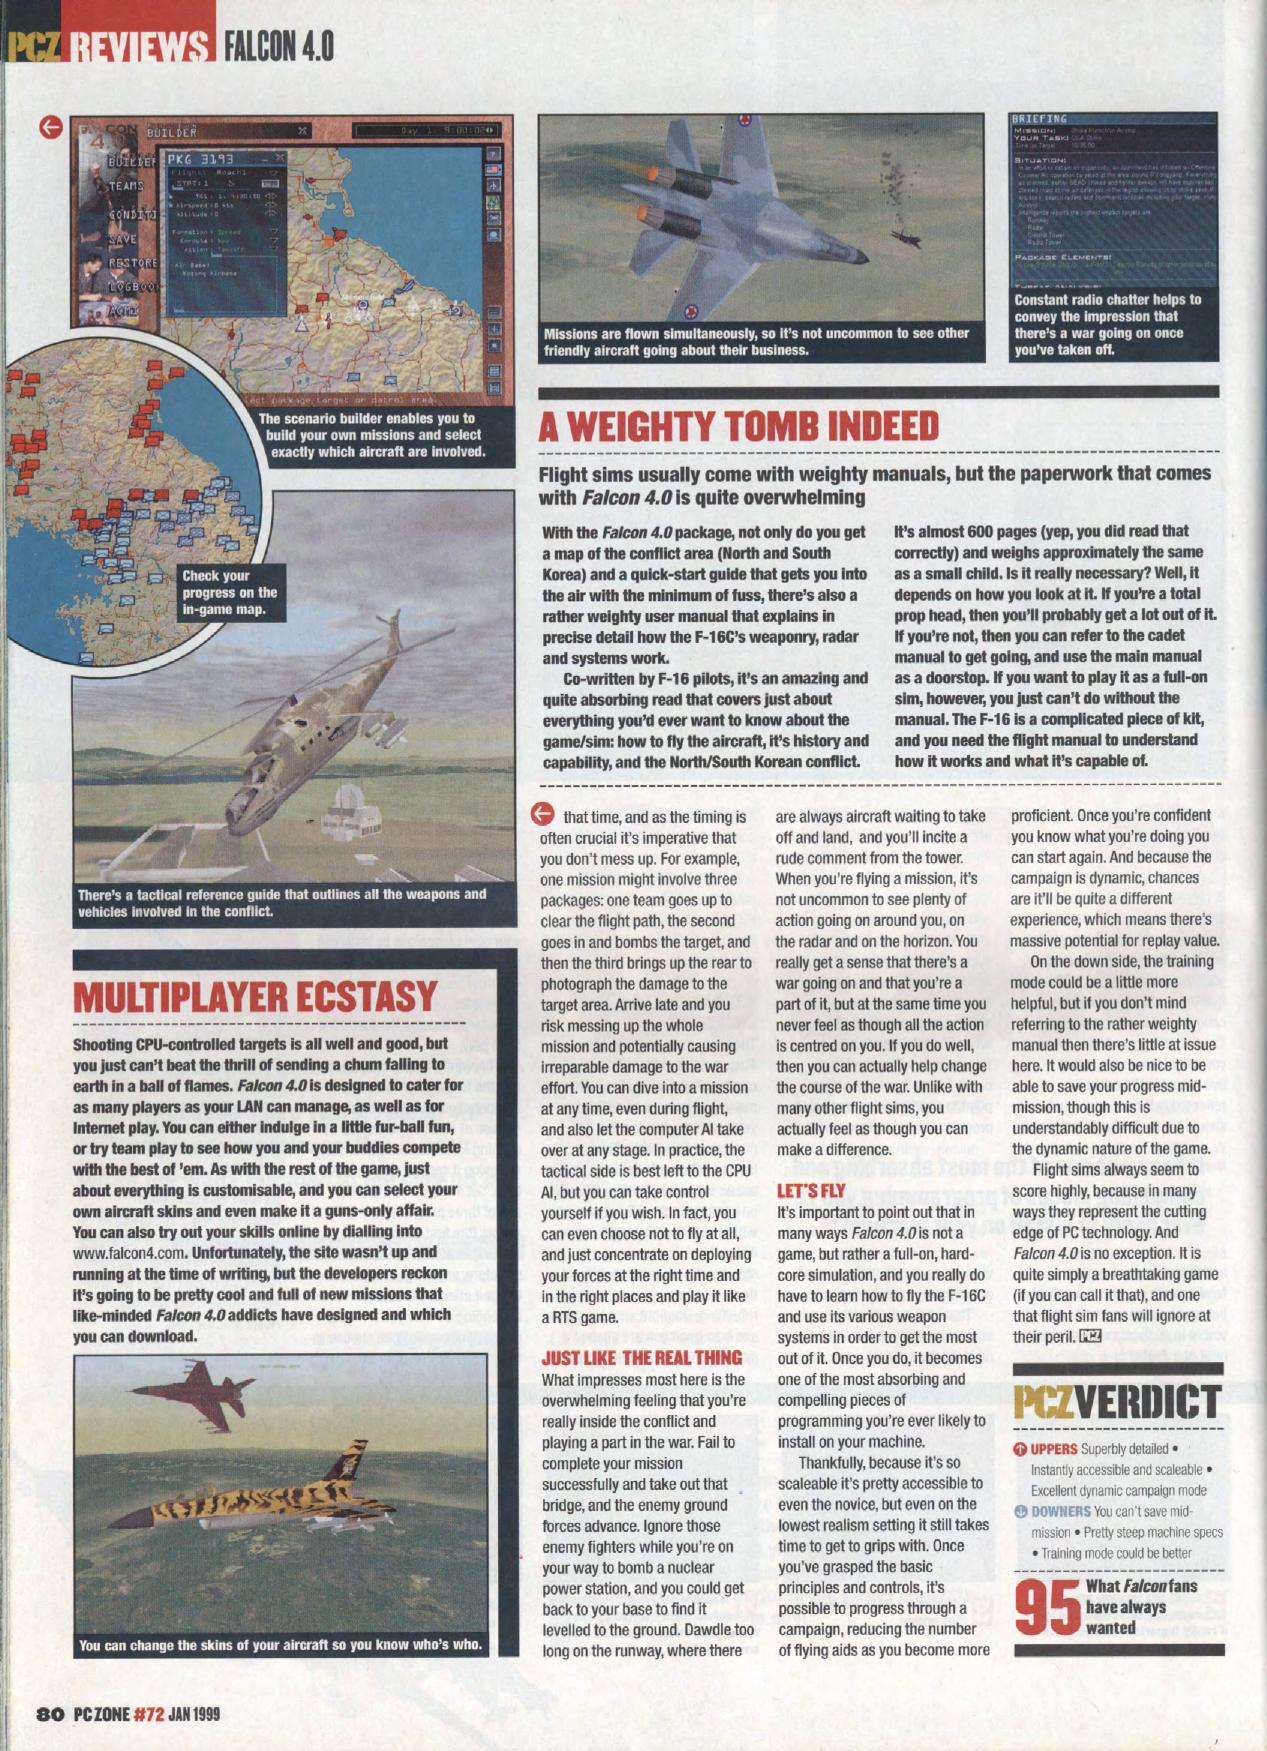 PCZ REVIEWS FALCON 4.0
BUILDER
Day 1, 9:00:02
BUILDER
TEAMS
CONDITI
SAVE
RESTORE
LOGBOO
ACMI
PKG 3193
Flight: Roach1
STPT: 1
Airspeed: 0 kts
Altitude: 0
Formation: Spread
Enroute: Nav
Action: Takeoff
Air Base:
Kosong Airbase
The scenario builder enables you to
build your own missions and select
exactly which aircraft are involved.
Missions are flown simultaneously, so it's not uncommon to see other
friendly aircraft going about their business.
BRIEFING
MISSION:
YOUR TASK:
SITUATION:
Runway
Radar
Control Tower
Radio Tower
PACKAGE ELEMENTS:
Constant radio chatter helps to
convey the impression that
there's a war going on once
you've taken off.
Check your
progress on the
in-game map.
There's a tactical reference guide that outlines all the weapons and
vehicles involved in the conflict.
A WEIGHTY TOMB INDEED
Flight sims usually come with weighty manuals, but the paperwork that comes
with Falcon 4.0 is quite overwhelming
With the Falcon 4.0 package, not only do you get
a map of the conflict area (North and South
Korea) and a quick-start guide that gets you into
the air with the minimum of fuss, there's also a
rather weighty user manual that explains in
precise detail how the F-16C's weaponry, radar
and systems work.
Co-written by F-16 pilots, it's an amazing and
quite absorbing read that covers just about
everything you'd ever want to know about the
game/sim: how to fly the aircraft, it's history and
capability, and the North/South Korean conflict.
It's almost 600 pages (yep, you did read that
correctly) and weighs approximately the same
as a small child. Is it really necessary? Well, it
depends on how you look at it. If you're a total
prop head, then you'll probably get a lot out of it.
If you're not, then you can refer to the cadet
manual to get going, and use the main manual
as a doorstop. If you want to play it as a full-on
sim, however, you just can't do without the
manual. The F-16 is a complicated piece of kit,
and you need the flight manual to understand
how it works and what it's capable of.
MULTIPLAYER ECSTASY
Shooting CPU-controlled targets is all well and good, but
you just can't beat the thrill of sending a chum falling to
earth in a ball of flames. Falcon 4.0 is designed to cater for
as many players as your LAN can manage, as well as for
Internet play. You can either indulge in a little fur-ball fun,
or try team play to see how you and your buddies compete
with the best of 'em. As with the rest of the game, just
about everything is customisable, and you can select your
own aircraft skins and even make it a guns-only affair.
You can also try out your skills online by dialling into
www.falcon4.com. Unfortunately, the site wasn't up and
running at the time of writing, but the developers reckon
it's going to be pretty cool and full of new missions that
like-minded Falcon 4.0 addicts have designed and which
you can download.
You can change the skins of your aircraft so you know who's who.
that time, and as the timing is
often crucial it's imperative that
you don't mess up. For example,
one mission might involve three
packages: one team goes up to
clear the flight path, the second
goes in and bombs the target, and
then the third brings up the rear to
photograph the damage to the
target area. Arrive late and you
risk messing up the whole
mission and potentially causing
irreparable damage to the war
effort. You can dive into a mission
at any time, even during flight,
and also let the computer AI take
over at any stage. In practice, the
tactical side is best left to the CPU
AI, but you can take control
yourself if you wish. In fact, you
can even choose not to fly at all,
and just concentrate on deploying
your forces at the right time and
in the right places and play it like
a RTS game.
JUST LIKE THE REAL THING
What impresses most here is the
overwhelming feeling that you're
really inside the conflict and
playing a part in the war. Fail to
complete your mission
successfully and take out that
bridge, and the enemy ground
forces advance. Ignore those
enemy fighters while you're on
your way to bomb a nuclear
power station, and you could get
back to your base to find it
levelled to the ground. Dawdle too
long on the runway, where there
are always aircraft waiting to take
off and land, and you'll incite a
rude comment from the tower.
When you're flying a mission, it's
not uncommon to see plenty of
action going on around you, on
the radar and on the horizon. You
really get a sense that there's a
war going on and that you're a
part of it, but at the same time you
never feel as though all the action
is centred on you. If you do well,
then you can actually help change
the course of the war. Unlike with
many other flight sims, you
actually feel as though you can
make a difference.
LET'S FLY
It's important to point out that in
many ways Falcon 4.0 is not a
game, but rather a full-on, hard-
core simulation, and you really do
have to learn how to fly the F-16C
and use its various weapon
systems in order to get the most
out of it. Once you do, it becomes
one of the most absorbing and
compelling pieces of
programming you're ever likely to
install on your machine.
Thankfully, because it's so
scaleable it's pretty accessible to
even the novice, but even on the
lowest realism setting it still takes
time to get to grips with. Once
you've grasped the basic
principles and controls, it's
possible to progress through a
campaign, reducing the number
of flying aids as you become more
proficient. Once you're confident
you know what you're doing you
can start again. And because the
campaign is dynamic, chances
are it'll be quite a different
experience, which means there's
massive potential for replay value.
On the down side, the training
mode could be a little more
helpful, but if you don't mind
referring to the rather weighty
manual then there's little at issue
here. It would also be nice to be
able to save your progress mid-
mission, though this is
understandably difficult due to
the dynamic nature of the game.
Flight sims always seem to
score highly, because in many
ways they represent the cutting
edge of PC technology. And
Falcon 4.0 is no exception. It is
quite simply a breathtaking game
(if you can call it that), and one
that flight sim fans will ignore at
their peril. PCZ
PCZ VERDICT
UPPERS Superbly detailed •
Instantly accessible and scaleable •
Excellent dynamic campaign mode
DOWNERS You can't save mid-
mission • Pretty steep machine specs
• Training mode could be better
95 What Falcon fans
have always
wanted
80 PC ZONE #72 JAN 1999